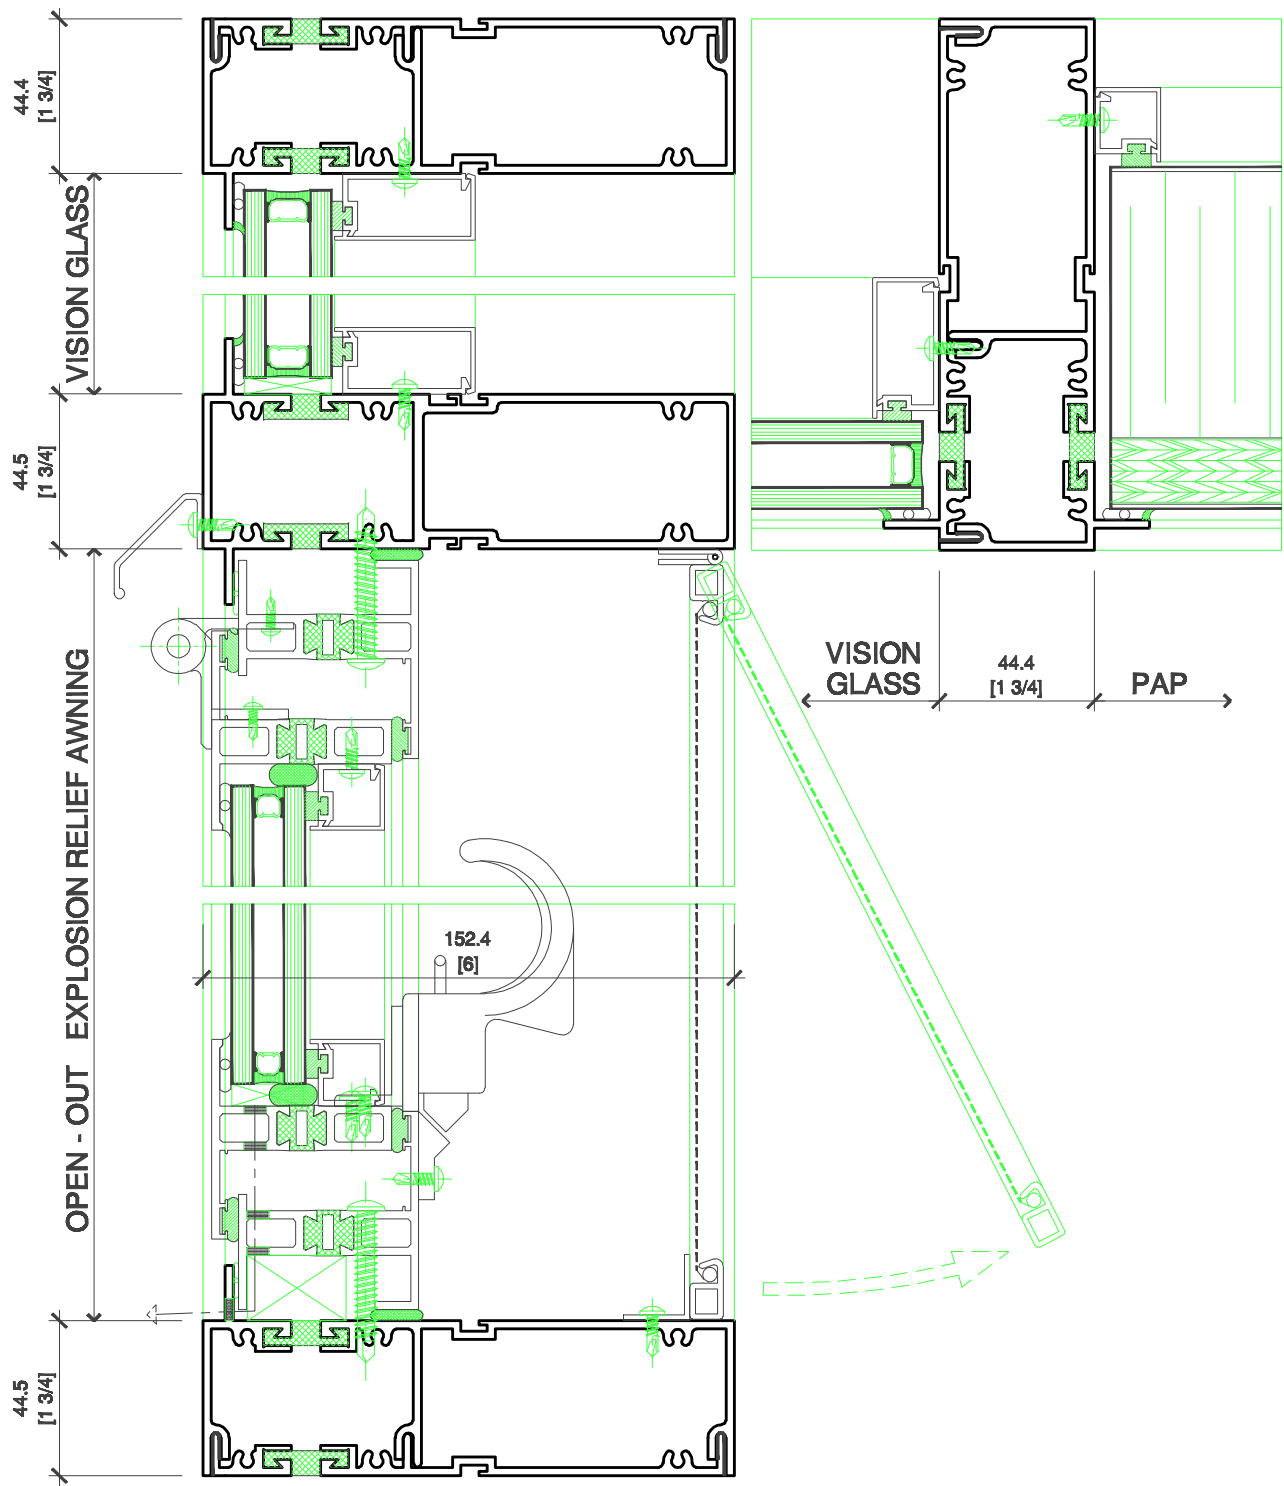 44.4
[1 3/4]
VISION GLASS
44.5
[1 3/4]
OPEN - OUT EXPLOSION RELIEF AWNING
44.5
[1 3/4]
152.4
[6]
VISION
GLASS
44.4
[1 3/4]
PAP